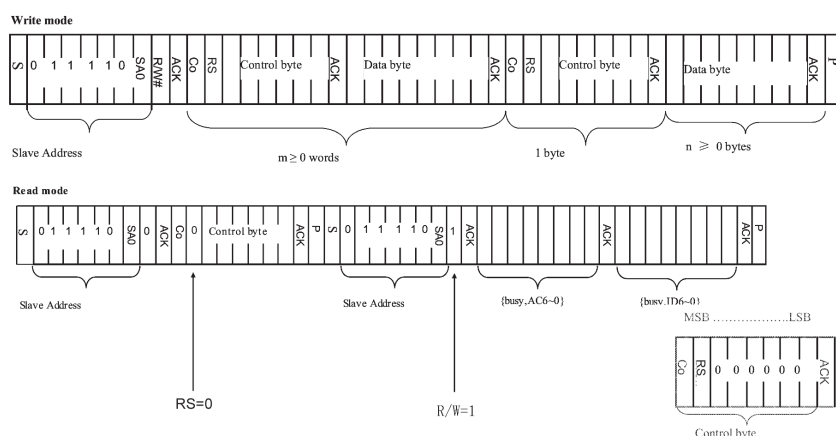 Write mode
S 0 1 1 1 1 0 SA0 R/W# ACK Co RS Control byte ACK Data byte ACK Co RS Control byte ACK Data byte ACK P
Slave Address
m ≥ 0 words
1 byte
n ≥ 0 bytes
Read mode
S 0 1 1 1 1 0 SA0 0 ACK Co 0 Control byte ACK P S 0 1 1 1 1 0 SA0 1 ACK ACK ACK P
Slave Address
Slave Address
{busy,AC6~0}
{busy,ID6~0}
MSB ...................LSB
Co RS 0 0 0 0 0 0 ACK
RS=0
R/W=1
Control byte